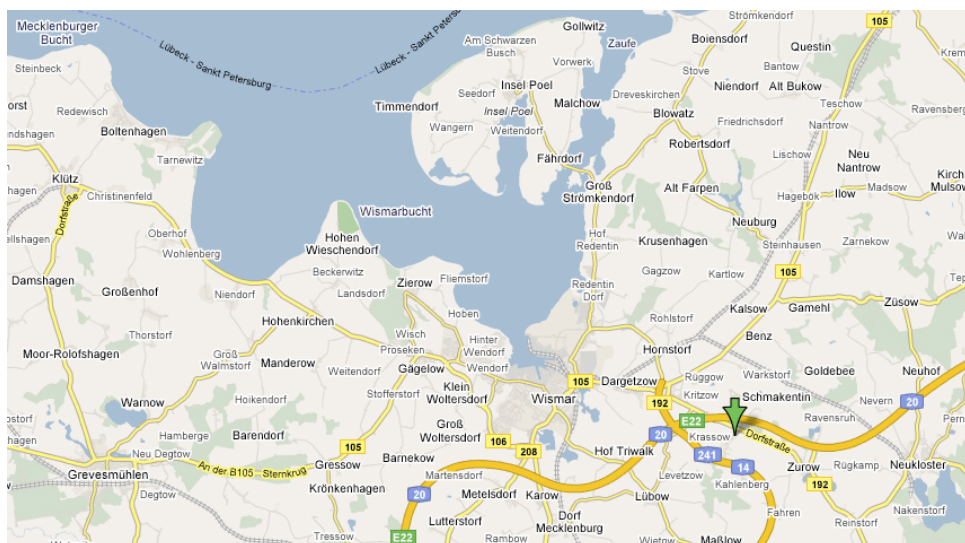 Mecklenburger
Bucht
Gollwitz
Strömkendorf
105
Am Schwarzen
Busch
Zaufe
Boiensdorf
Lübeck - Sankt Petersburg
Lübeck - Sankt Petersburg
Questin
Steinbeck
Vorwerk
Stove
Bantow
Insel Poel
Seedorf
Niendorf
Alt Bukow
Dreveskirchen
Timmendorf
Insel Poel
Malchow
Teschow
Redewisch
Blowatz
Friedrichsdorf
Ravensberg
Boltenhagen
Wangern
Weitendorf
Nantrow
Robertsdorf
Tarnewitz
Fährdorf
Lischow
Neu
Nantrow
Klütz
Groß
Strömkendorf
Alt Farpen
Madsow
Christinenfeld
Hagebök
Ilow
Wismarbucht
Neuburg
Dorfstraße
Oberhof
Hohen
Wieschendorf
Hof
Redentin
Krusenhagen
Steinhausen
Zarnekow
Wohlenberg
Beckerwitz
Gagzow
Kartlow
105
Damshagen
Zierow
Fliemstorf
Redentin
Dorf
Großenhof
Niendorf
Landsdorf
Kalsow
Gamehl
Züsow
Hoben
Rohlstorf
Hohenkirchen
Wisch
Benz
Thorstorf
Hinter
Wendorf
Proseken
Hornstorf
Moor-Rolofshagen
Groß
Walmstorf
Manderow
Weitendorf
Gägelow
Wendorf
Goldebee
Neuhof
Rüggow
Warkstorf
105
Dargetzow
Stofferstorf
Klein
Woltersdorf
Kritzow
Schmakentin
Nevern
Warnow
Wismar
192
20
E22
Ravensruh
Groß
Woltersdorf
Hamberge
Barendorf
20
Krassow
Dorfstraße
106
105
Neu Degtow
208
Hof Triwalk
241
Gressow
Barnekow
An der B105
Sternkrug
14
Zurow
Rügkamp
Neukloster
Grevesmühlen
Martensdorf
Levetzow
Kahlenberg
192
Krönkenhagen
20
Metelsdorf
Karow
Lübow
Degtow
Nakenstorf
Fahren
Lutterstorf
Dorf
Mecklenburg
Reinstorf
Tressow
E22
Rambow
Wietow
Maßlow